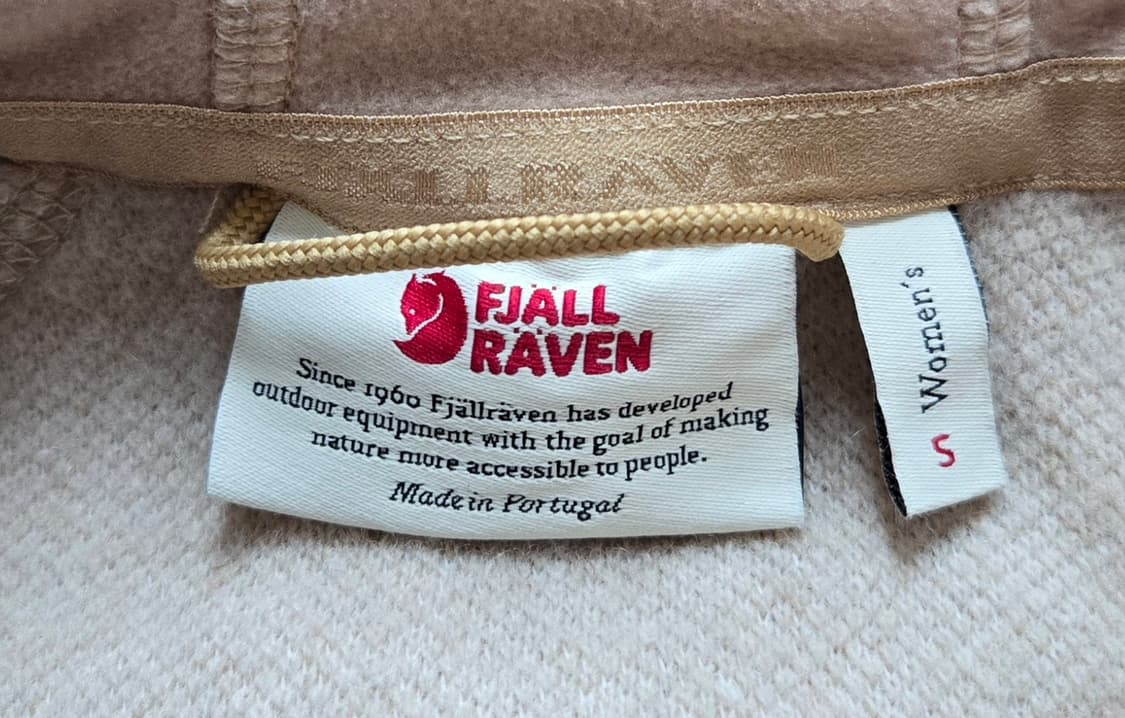 FJÄLLRÄVEN
FJÄLL
RÄVEN
Since 1960 Fjällräven has developed
outdoor equipment with the goal of making
nature more accessible to people.
Made in Portugal
Women's
S